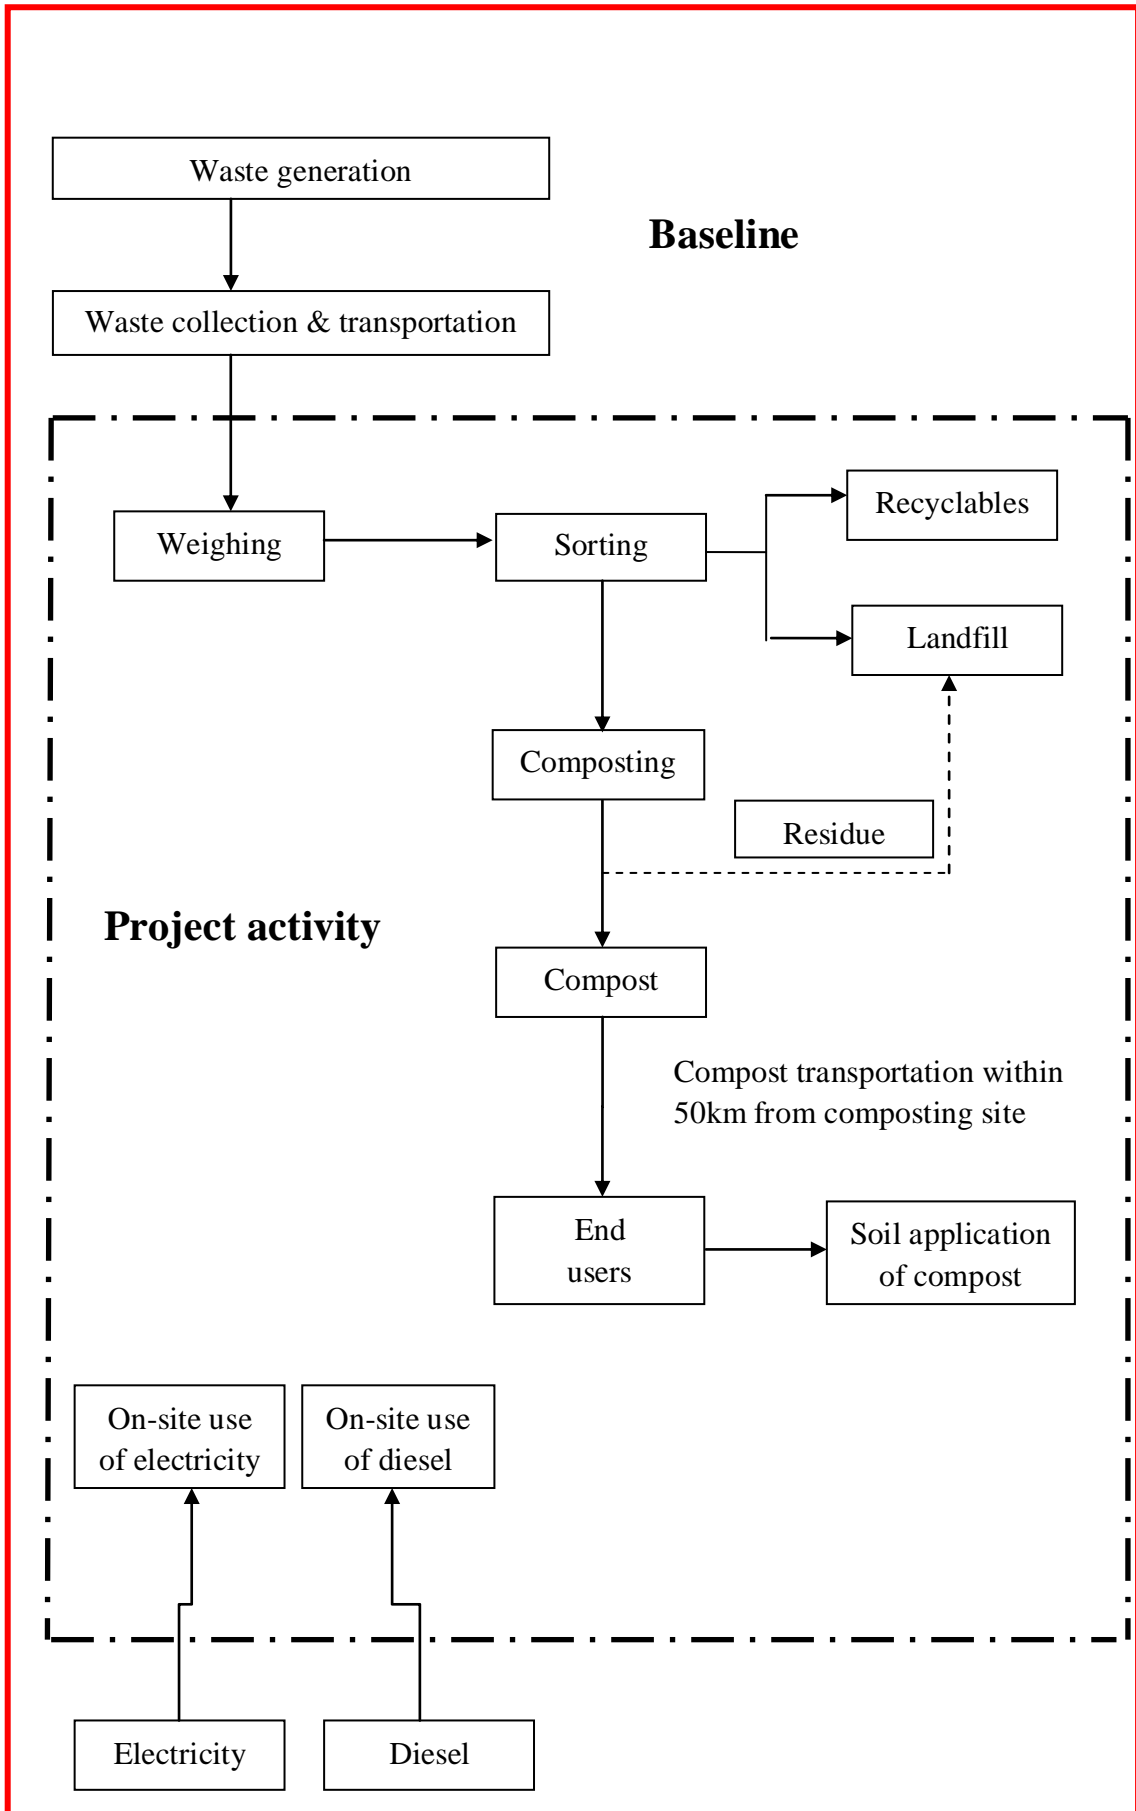 Waste generation
Baseline
Waste collection & transportation
Recyclables
Weighing
Sorting
Landfill
Composting
Residue
Project activity
Compost
Compost transportation within
50km from composting site
End
users
Soil application
of compost
On-site use
of electricity
On-site use
of diesel
Electricity
Diesel